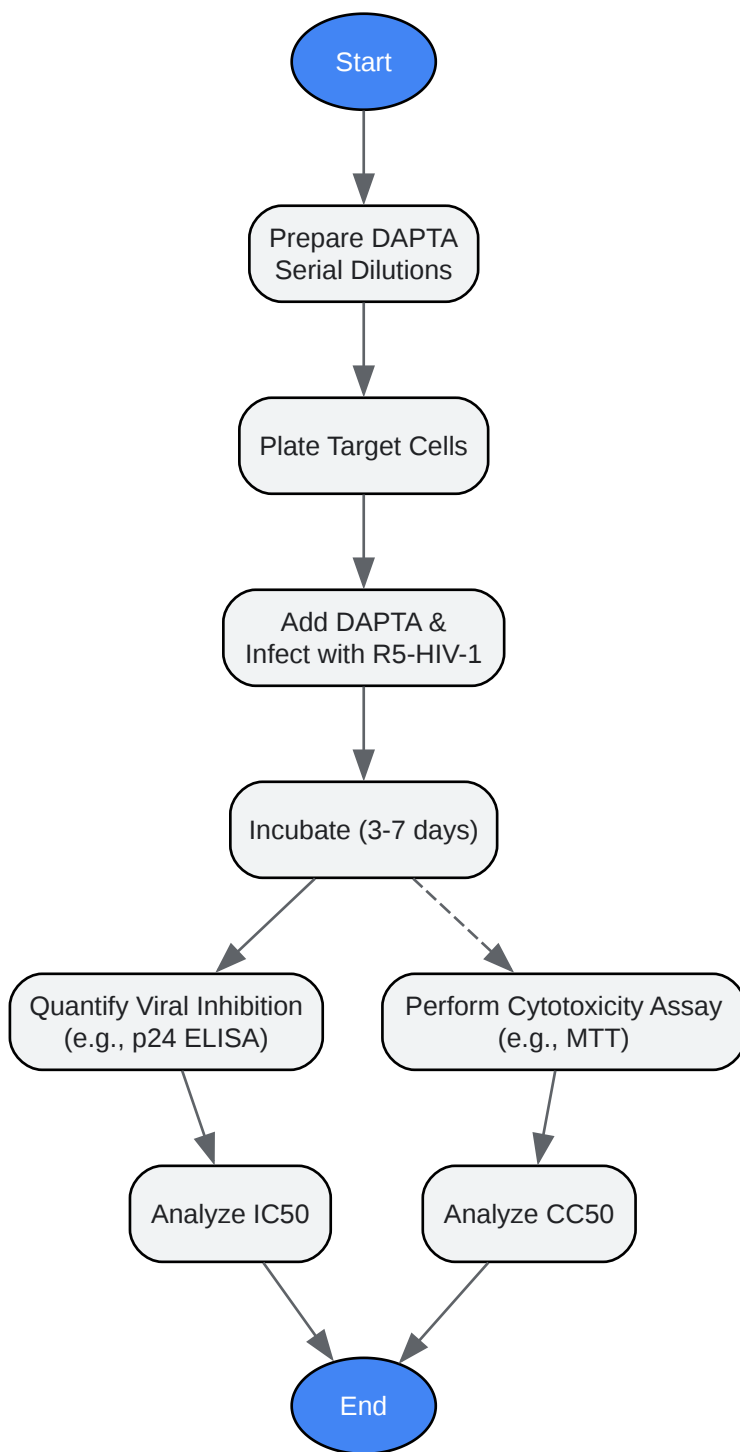 Start
Prepare DAPTA
Serial Dilutions
Plate Target Cells
Add DAPTA &
Infect with R5-HIV-1
Incubate (3-7 days)
Quantify Viral Inhibition
(e.g., p24 ELISA)
Perform Cytotoxicity Assay
(e.g., MTT)
Analyze IC50
Analyze CC50
End